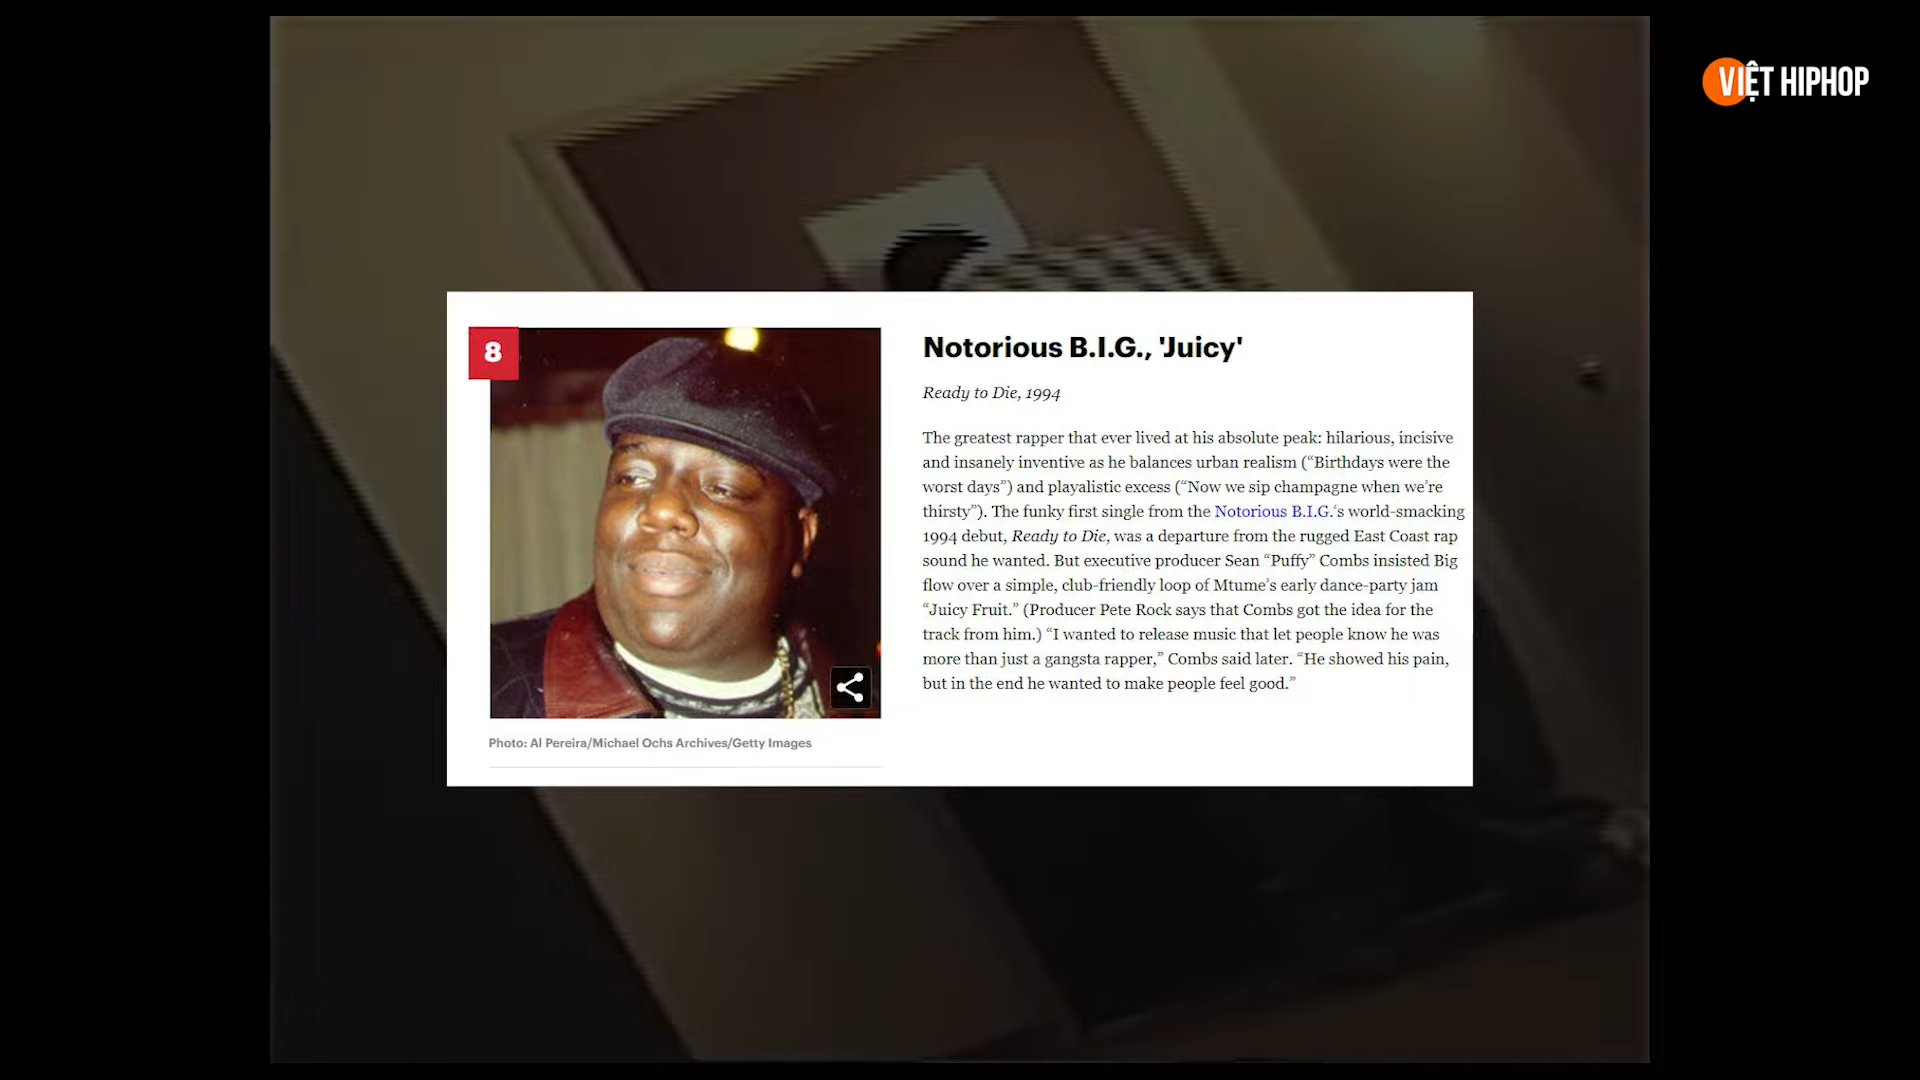 VIỆT HIPHOP
8
Notorious B.I.G., 'Juicy'
Ready to Die, 1994
The greatest rapper that ever lived at his absolute peak: hilarious, incisive
and insanely inventive as he balances urban realism (“Birthdays were the
worst days”) and playalistic excess (“Now we sip champagne when we’re
thirsty”). The funky first single from the Notorious B.I.G.‘s world-smacking
1994 debut, Ready to Die, was a departure from the rugged East Coast rap
sound he wanted. But executive producer Sean “Puffy” Combs insisted Big
flow over a simple, club-friendly loop of Mtume’s early dance-party jam
“Juicy Fruit.” (Producer Pete Rock says that Combs got the idea for the
track from him.) “I wanted to release music that let people know he was
more than just a gangsta rapper,” Combs said later. “He showed his pain,
but in the end he wanted to make people feel good.”
Photo: Al Pereira/Michael Ochs Archives/Getty Images